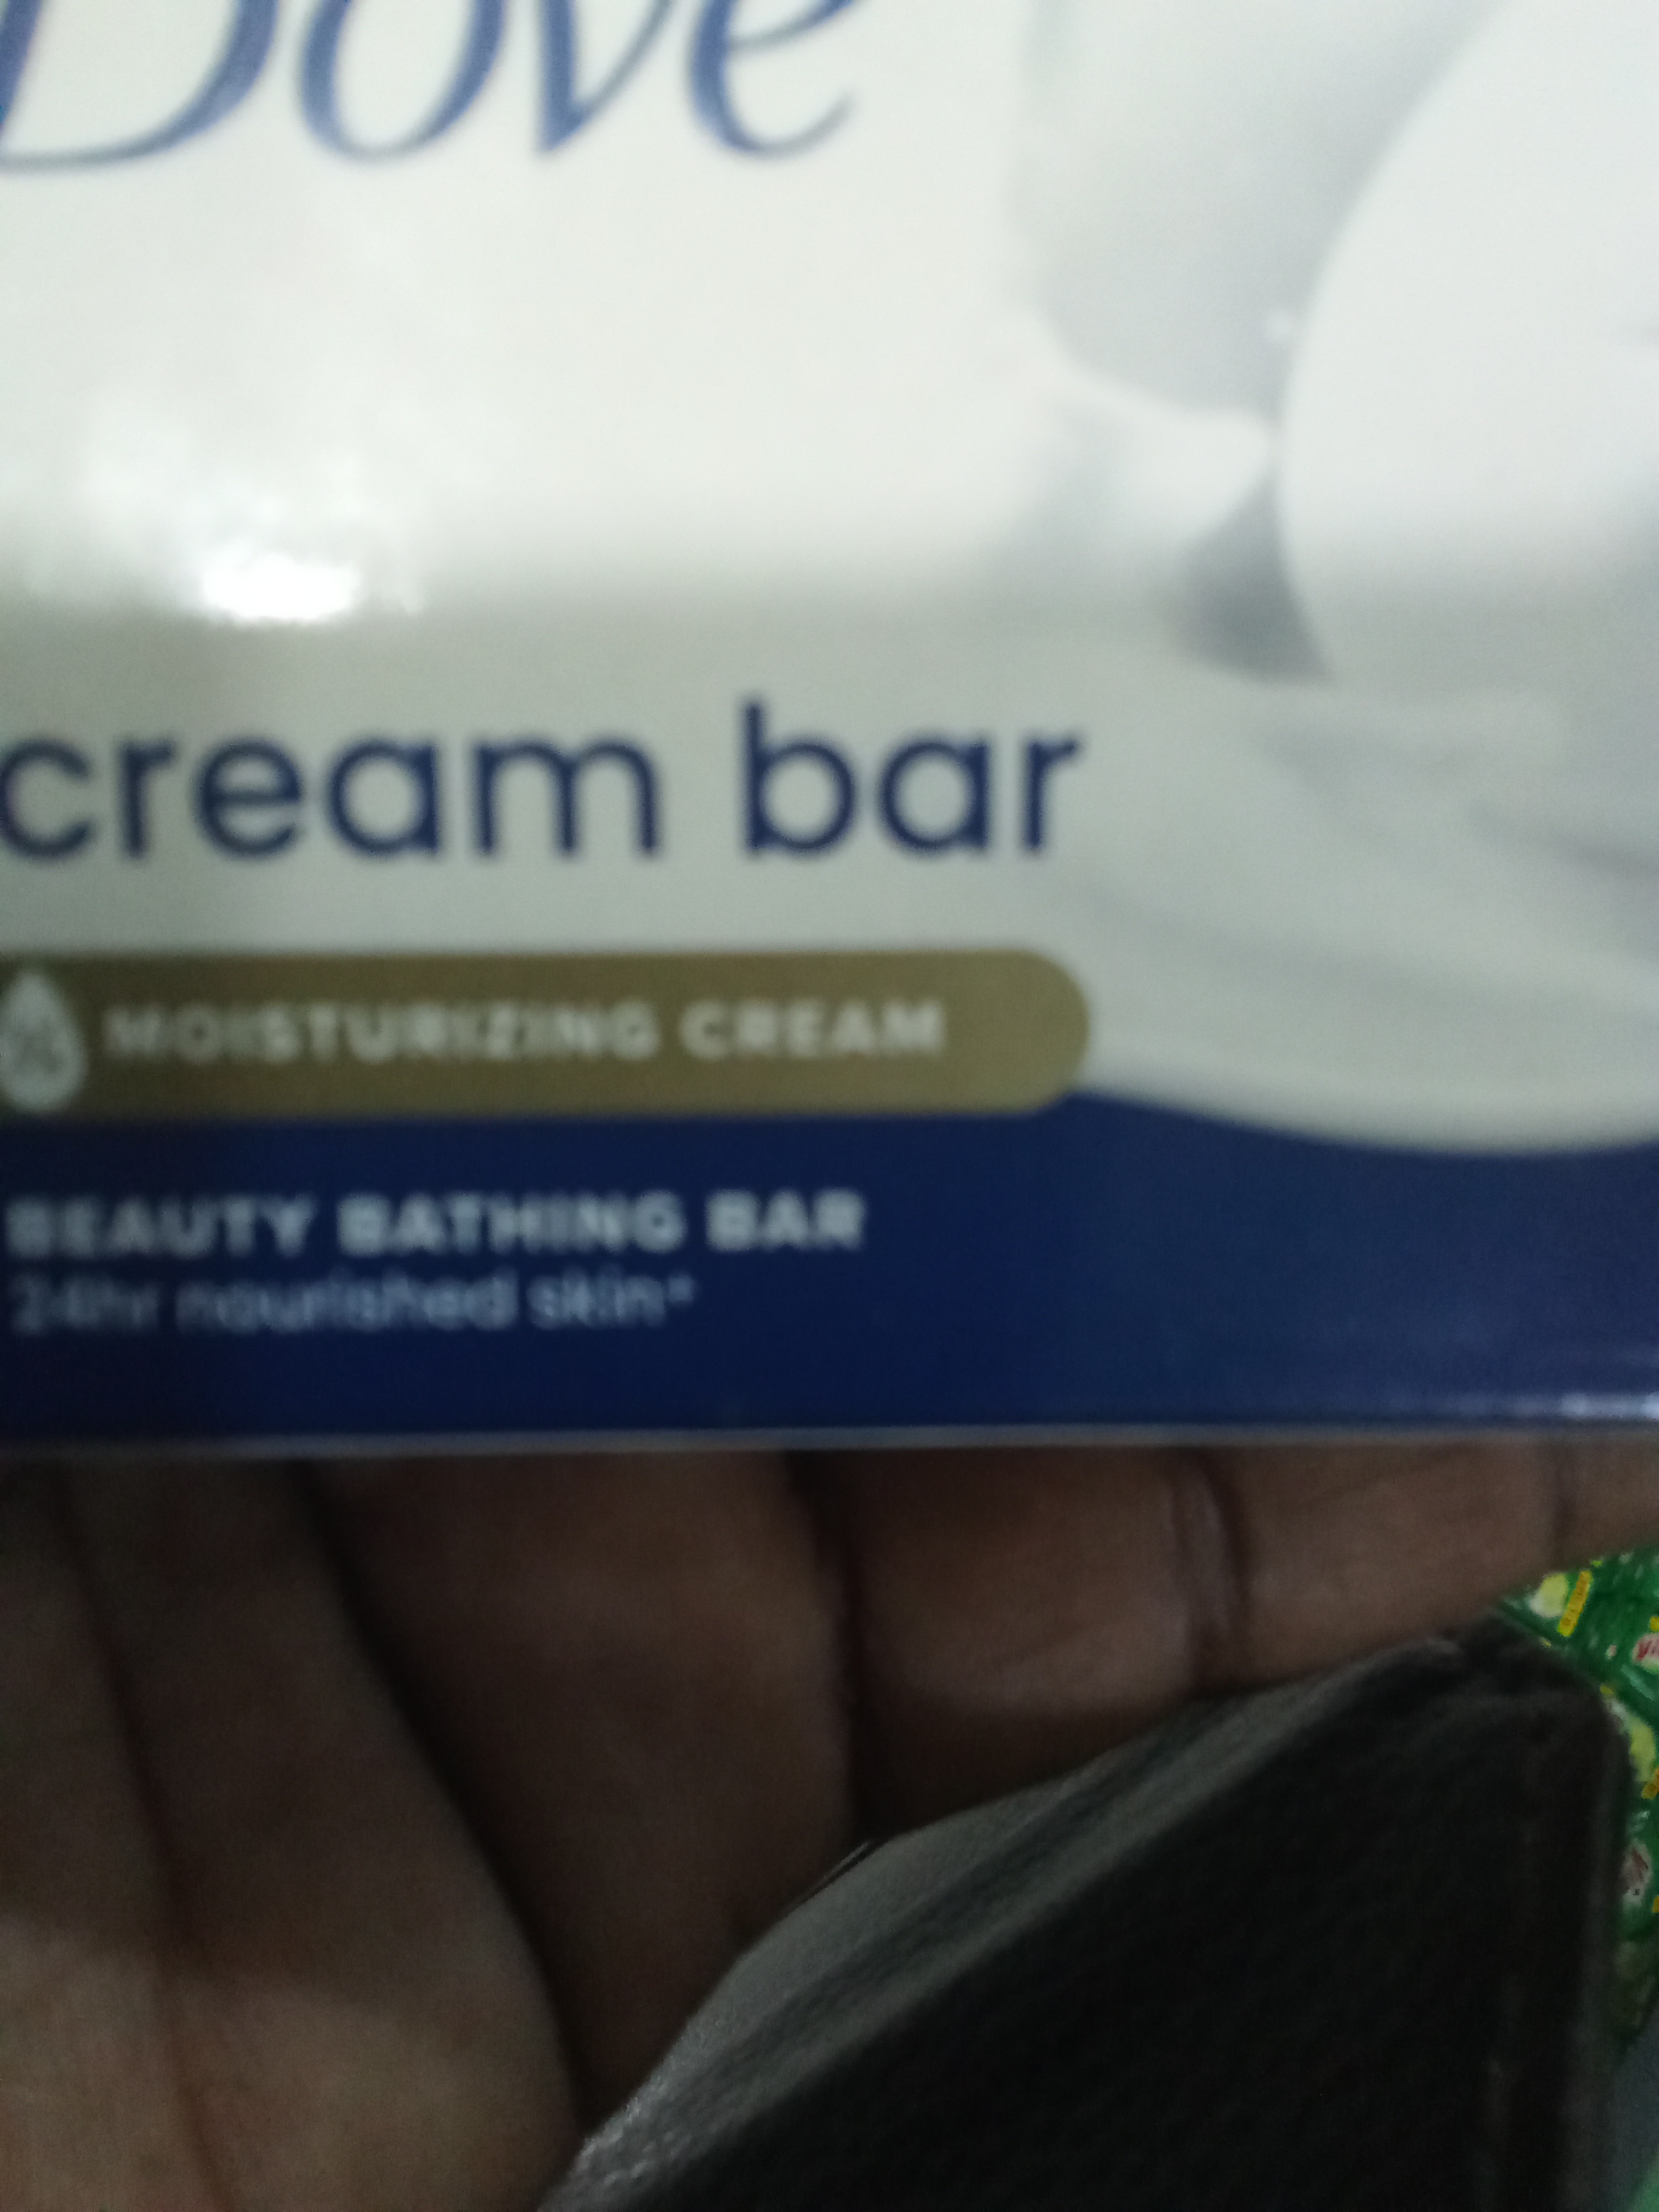 Dove
cream bar
MOISTURIZING CREAM
BEAUTY BATHING BAR
24hr nourished skin+